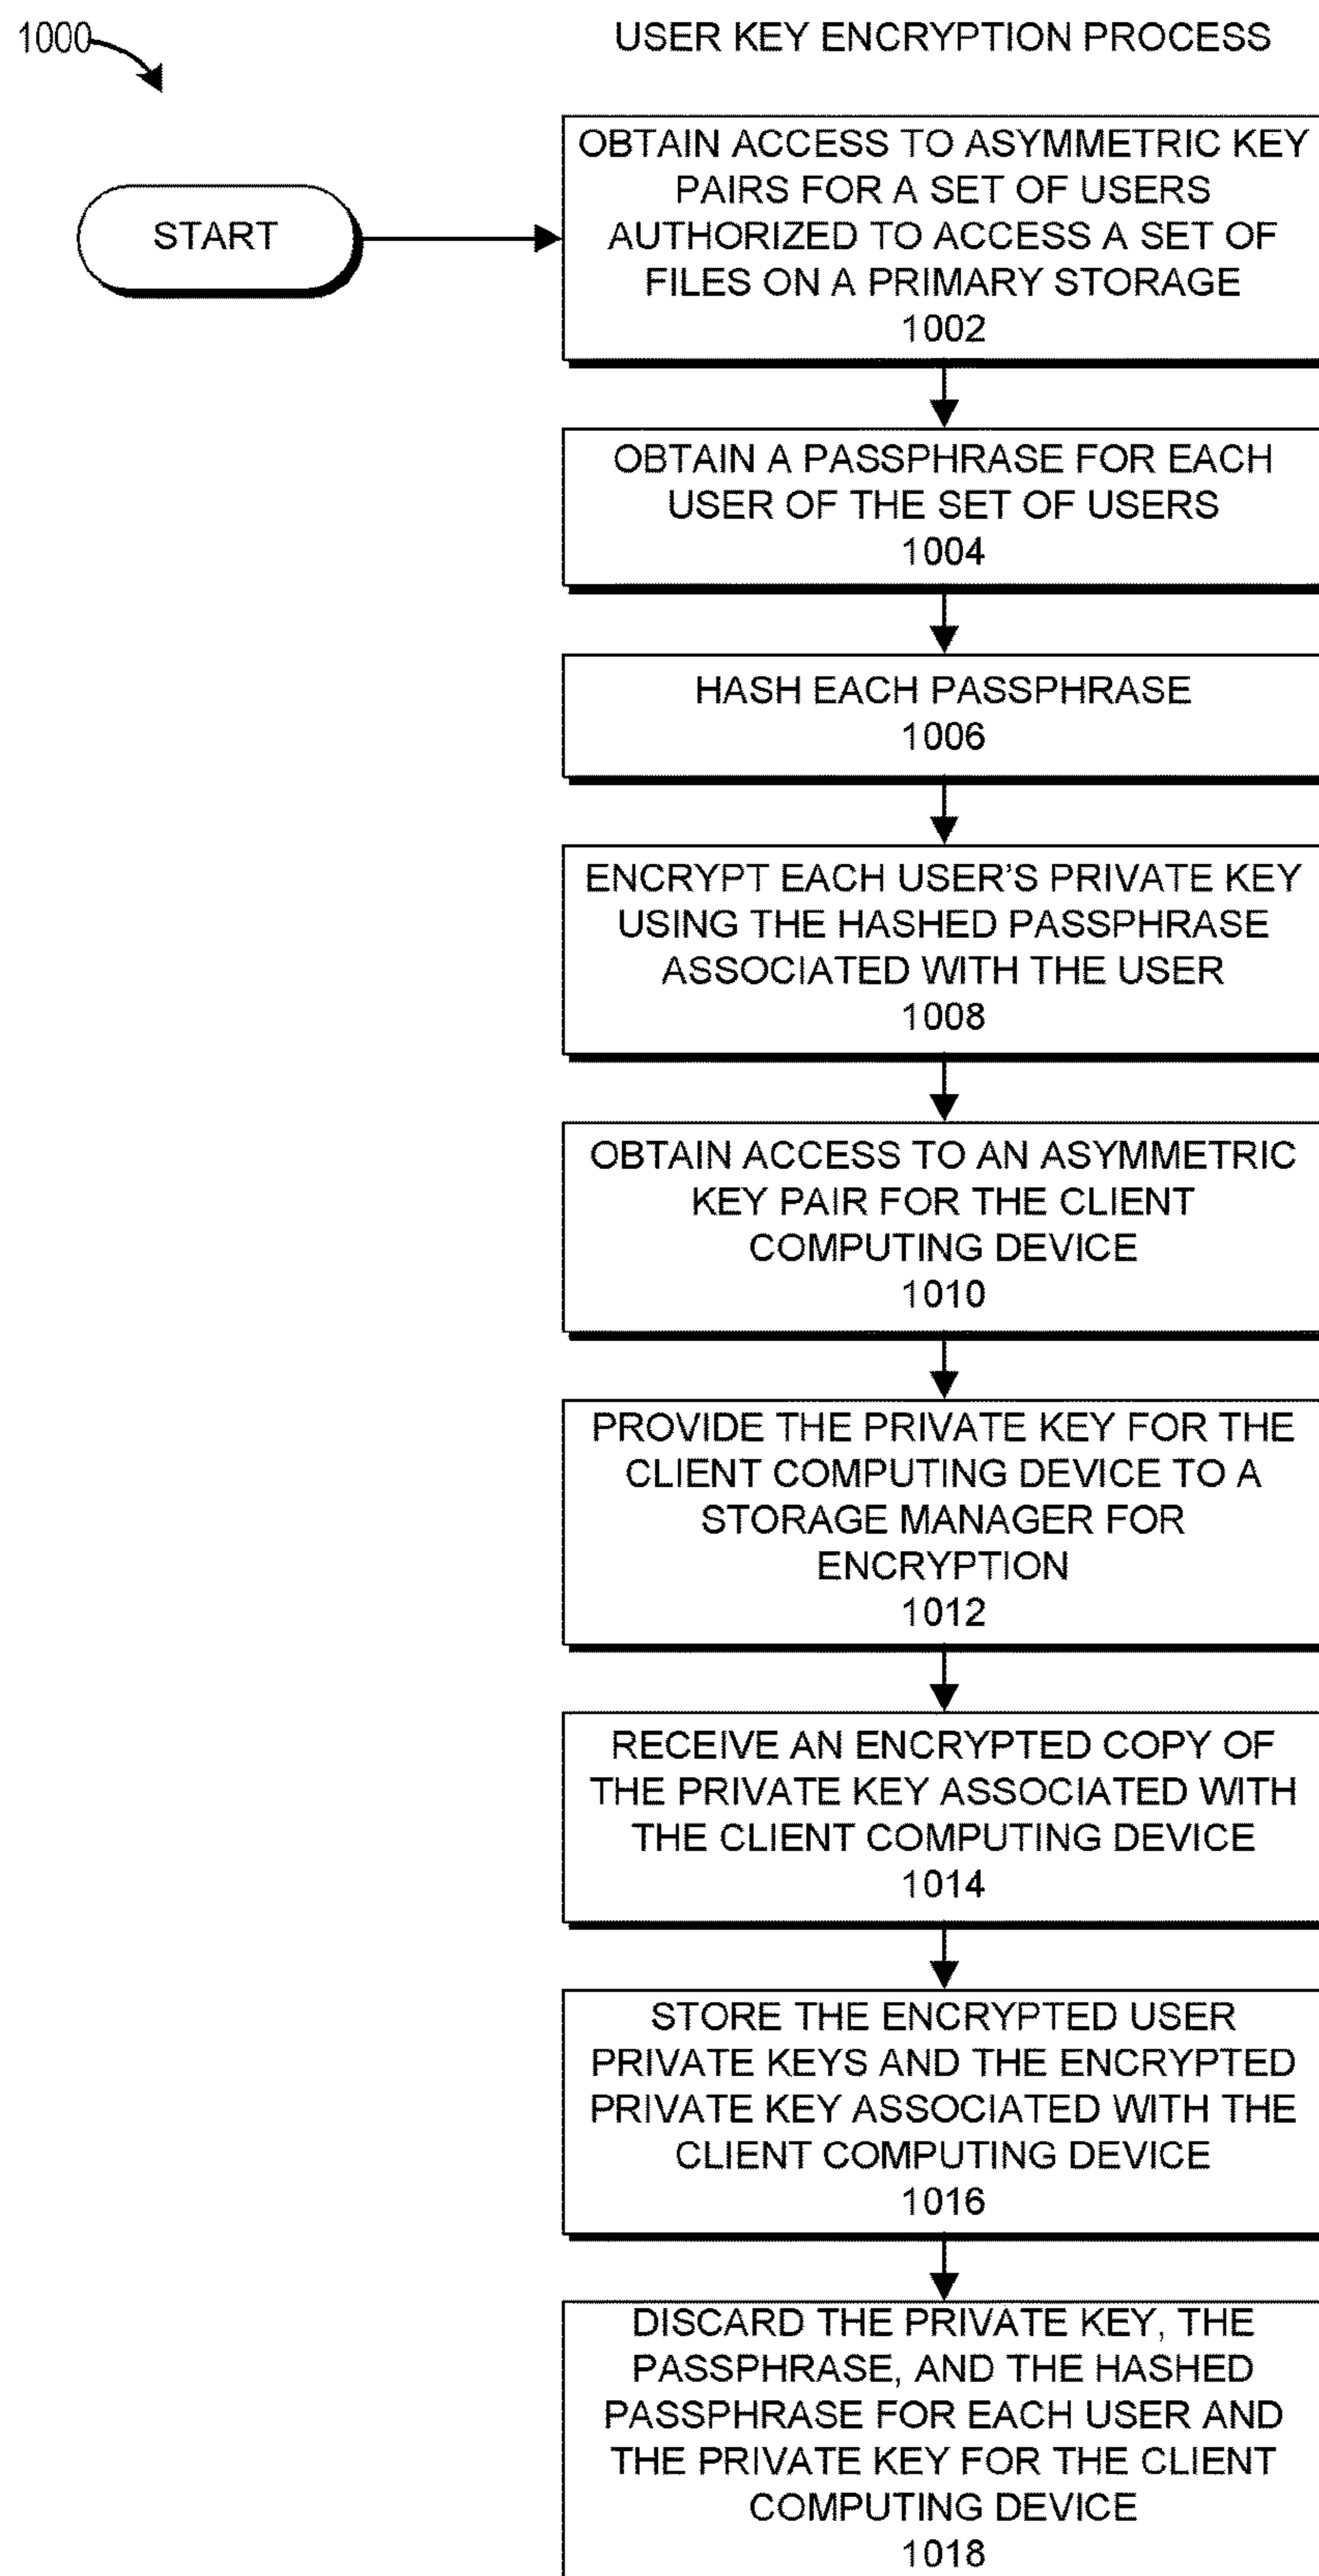 1000
USER KEY ENCRYPTION PROCESS
START
OBTAIN ACCESS TO ASYMMETRIC KEY
PAIRS FOR A SET OF USERS
AUTHORIZED TO ACCESS A SET OF
FILES ON A PRIMARY STORAGE
1002
OBTAIN A PASSPHRASE FOR EACH
USER OF THE SET OF USERS
1004
HASH EACH PASSPHRASE
1006
ENCRYPT EACH USER'S PRIVATE KEY
USING THE HASHED PASSPHRASE
ASSOCIATED WITH THE USER
1008
OBTAIN ACCESS TO AN ASYMMETRIC
KEY PAIR FOR THE CLIENT
COMPUTING DEVICE
1010
PROVIDE THE PRIVATE KEY FOR THE
CLIENT COMPUTING DEVICE TO A
STORAGE MANAGER FOR
ENCRYPTION
1012
RECEIVE AN ENCRYPTED COPY OF
THE PRIVATE KEY ASSOCIATED WITH
THE CLIENT COMPUTING DEVICE
1014
STORE THE ENCRYPTED USER
PRIVATE KEYS AND THE ENCRYPTED
PRIVATE KEY ASSOCIATED WITH THE
CLIENT COMPUTING DEVICE
1016
DISCARD THE PRIVATE KEY, THE
PASSPHRASE, AND THE HASHED
PASSPHRASE FOR EACH USER AND
THE PRIVATE KEY FOR THE CLIENT
COMPUTING DEVICE
1018